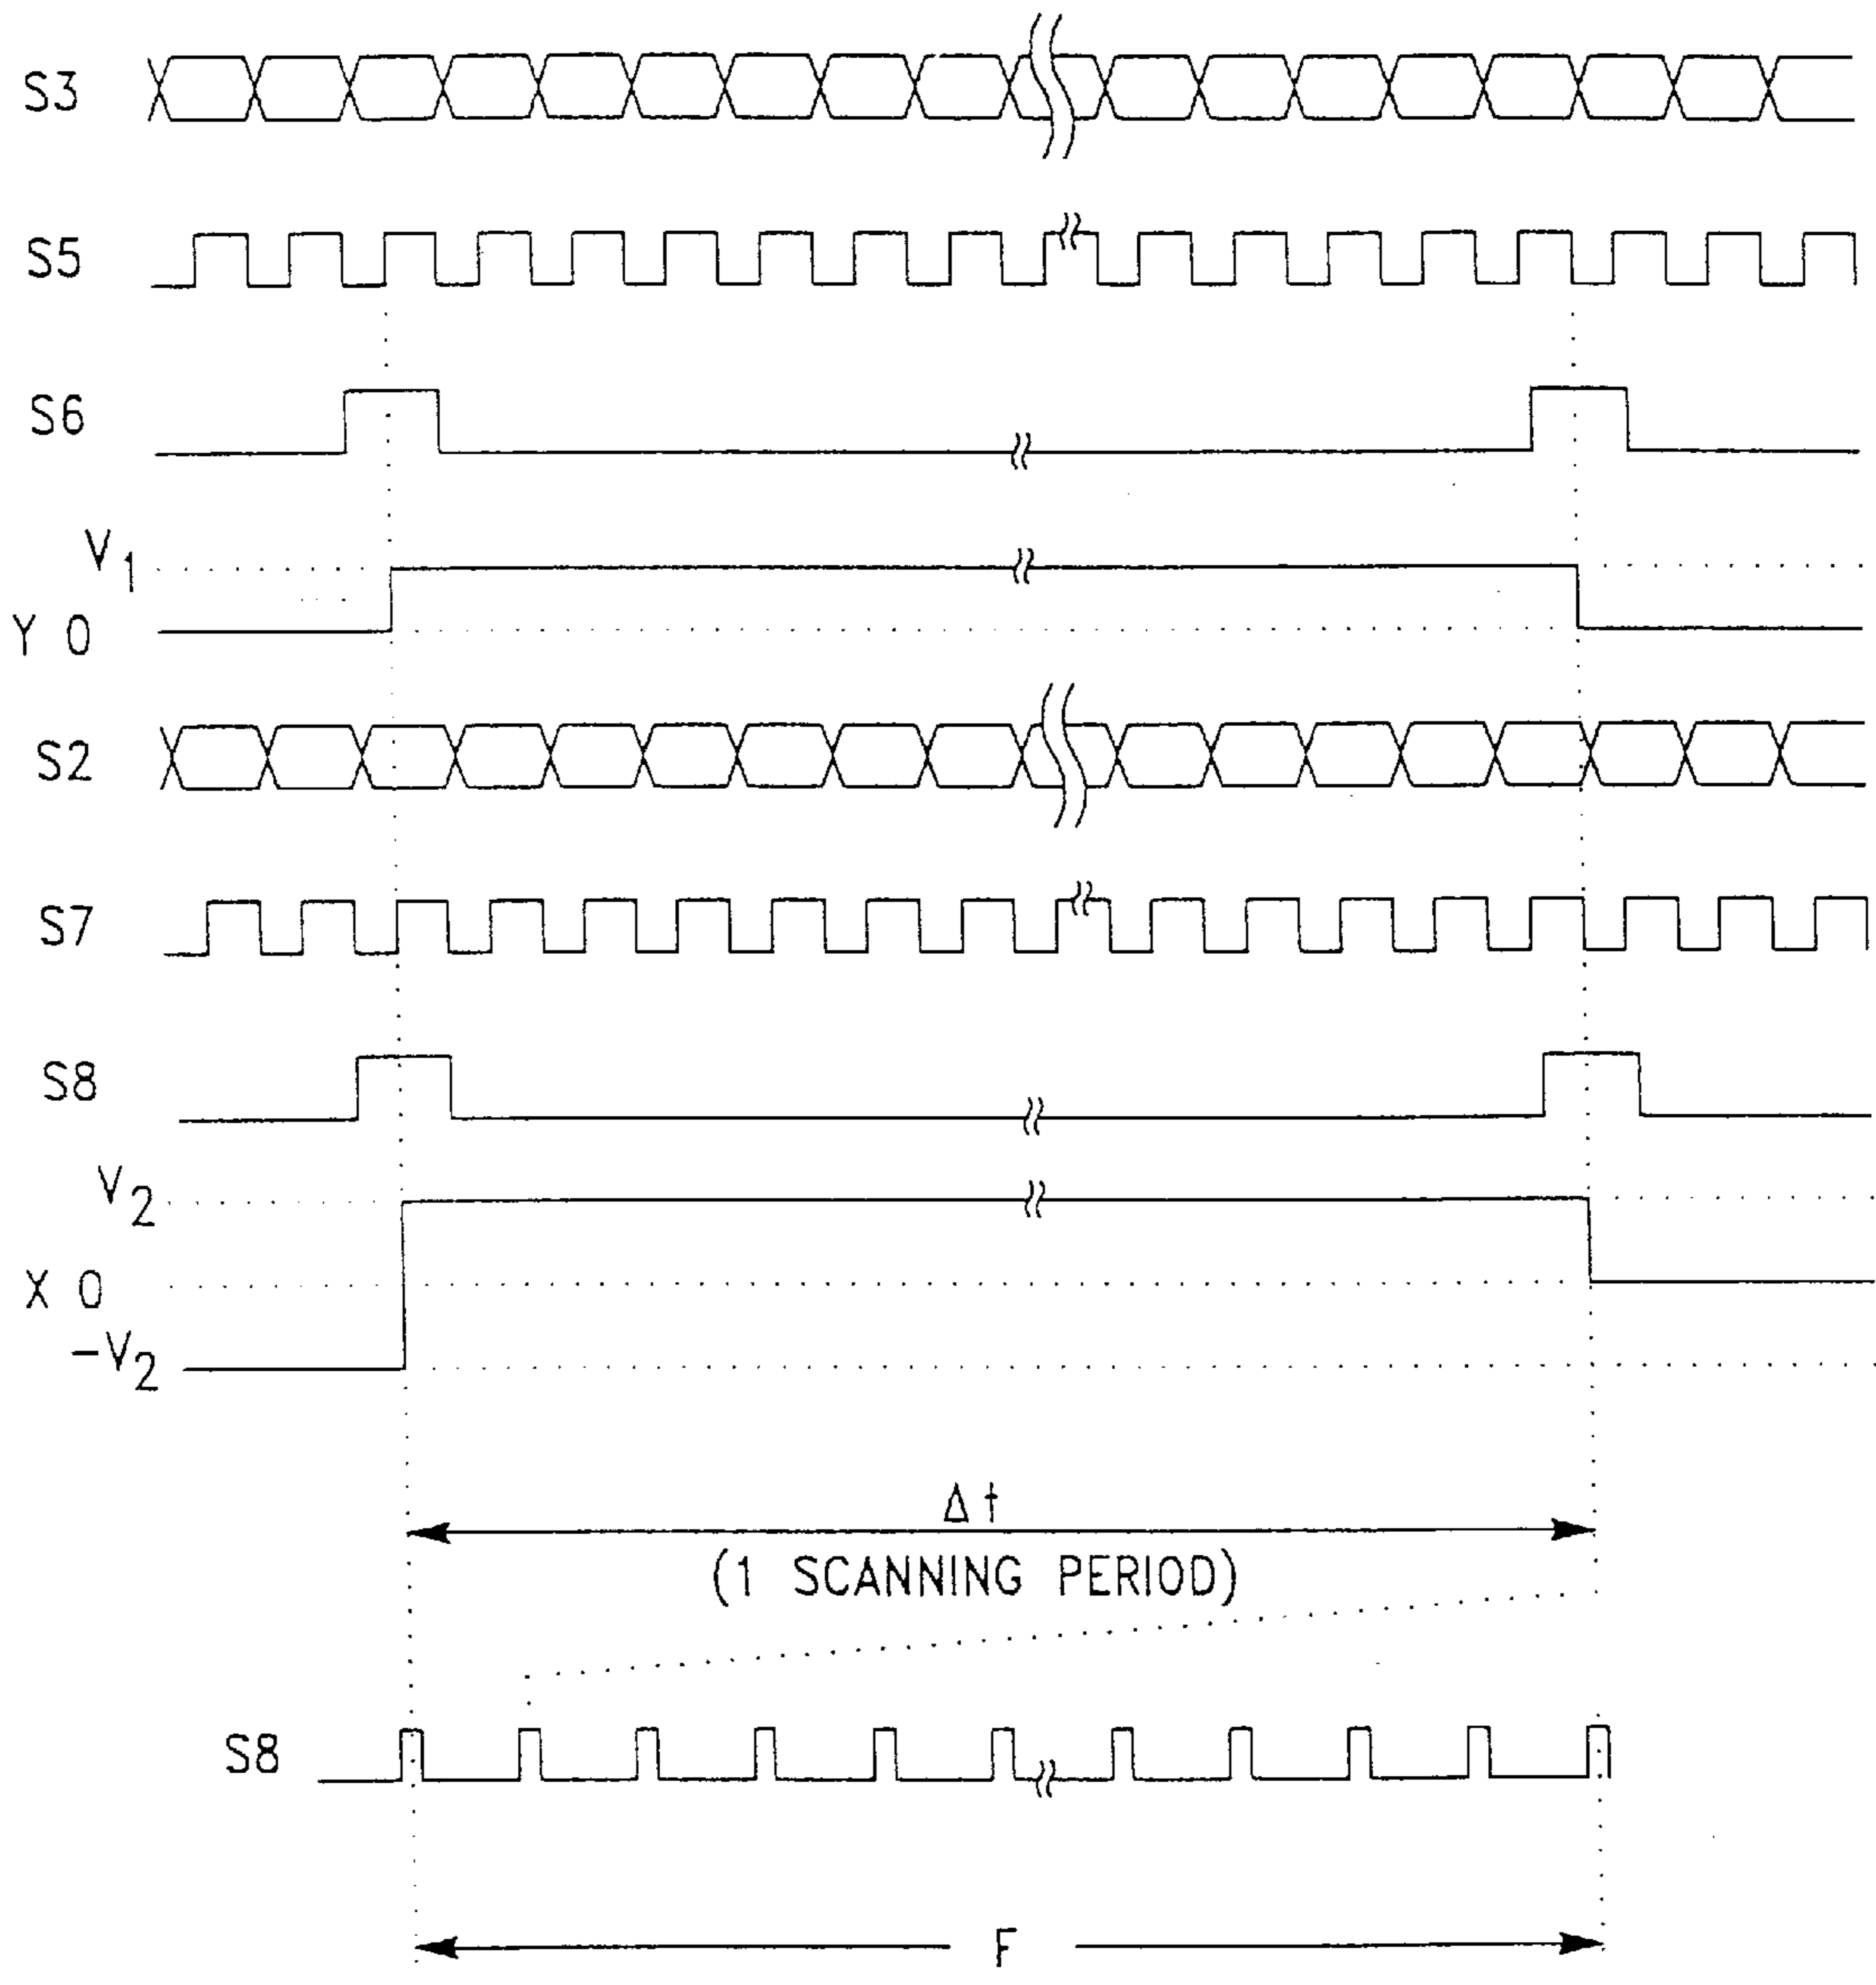 S3
S5
S6
V1
Y 0
S2
S7
S8
V2
X 0
-V2
Δt
(1 SCANNING PERIOD)
S8
F